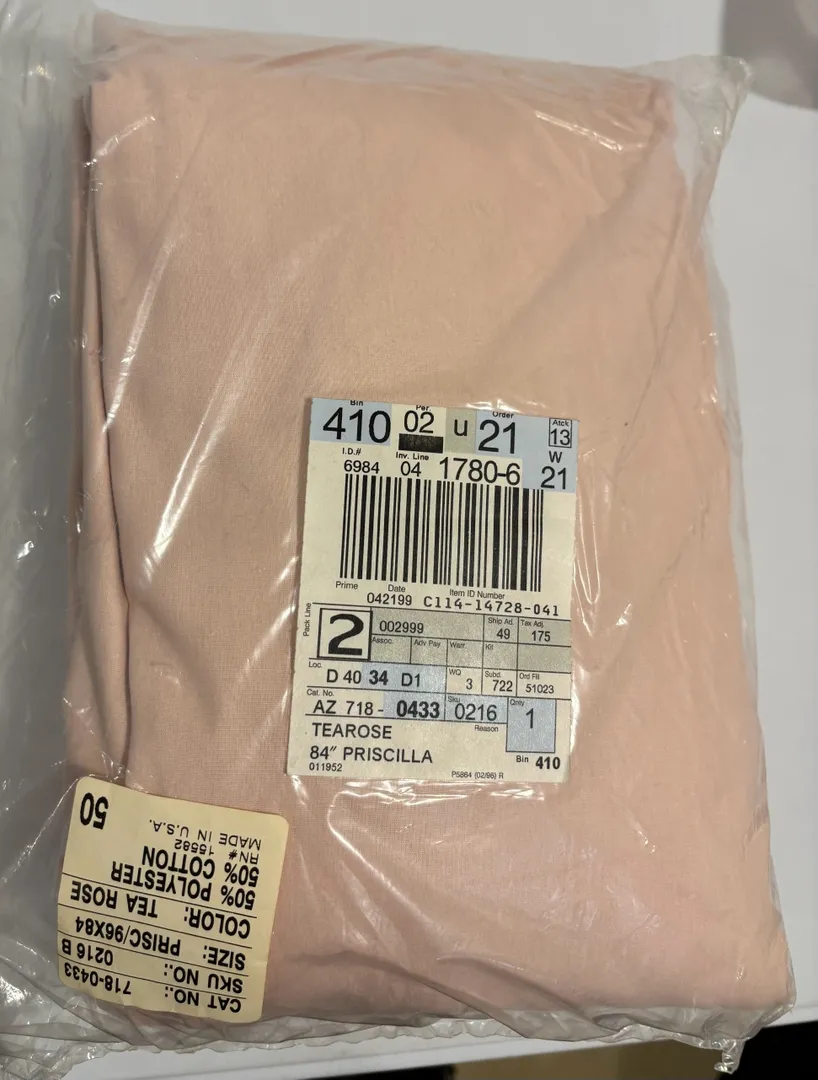 Bin Per. Order Atck
410 02 u 21 13
I.D.# Inv. Line W
6984 04 1780-6 21
Prime Date Item ID Number
042199 C114-14728-041
Pack Line
2 002999 Ship Ad. 49 Tax Adj. 175
Assoc. Adv Pay Warr Kit
Loc. D 40 34 D1 WQ 3 Subd. 722 Ord Fill 51023
Cat. No. Sku Qnty
AZ 718- 0433 0216 1
Reason
TEAROSE
84" PRISCILLA
Bin 410
011952 P5864 (02/96) R
CAT NO.: 718-0433
SKU NO.: 0216 B
SIZE: PRISC/96X84
COLOR: TEA ROSE
50% POLYESTER
50% COTTON
RN# 15582
MADE IN U.S.A.
50